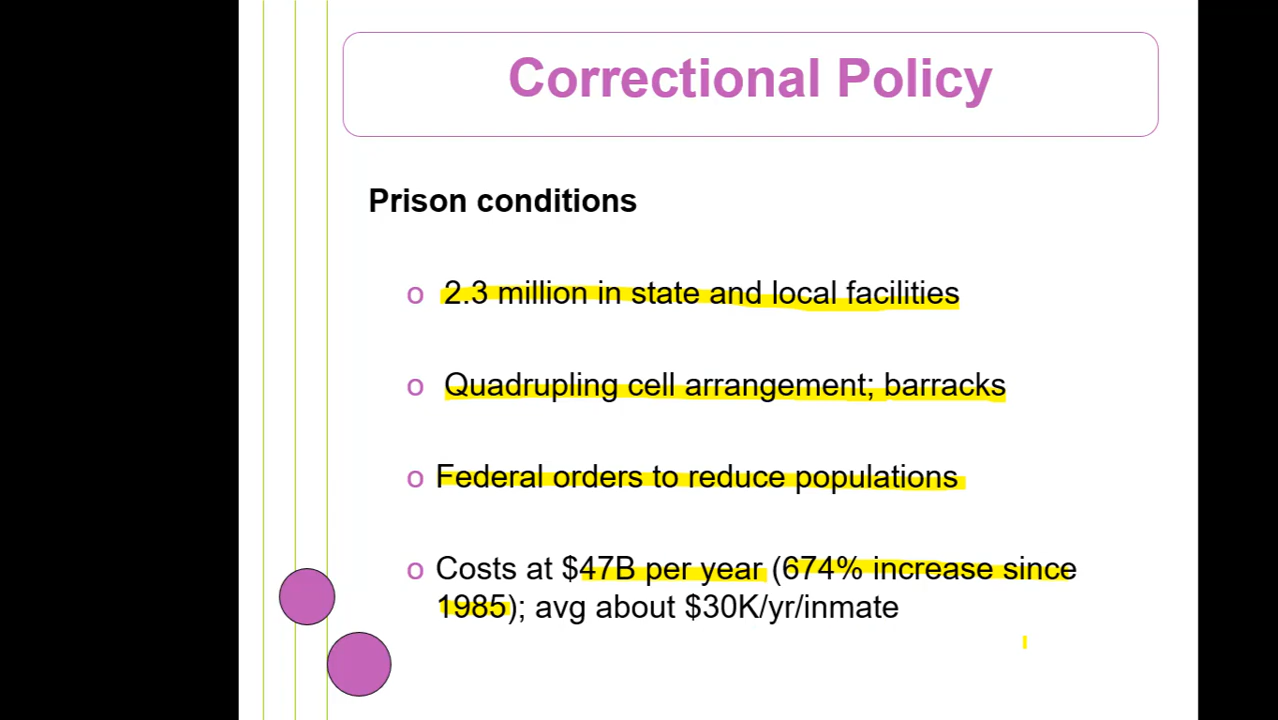 Correctional Policy
Prison conditions
o 2.3 million in state and local facilities
o Quadrupling cell arrangement; barracks
o Federal orders to reduce populations
o Costs at $47B per year (674% increase since
1985); avg about $30K/yr/inmate